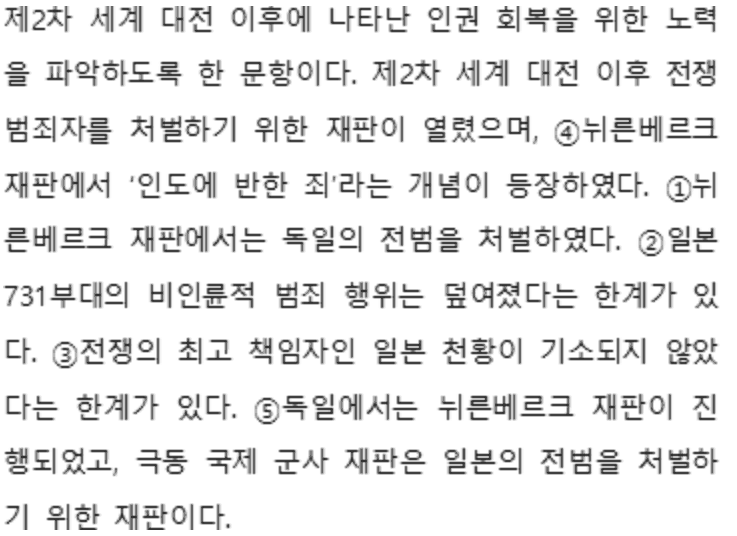 제2차 세계 대전 이후에 나타난 인권 회복을 위한 노력
을 파악하도록 한 문항이다. 제2차 세계 대전 이후 전쟁
범죄자를 처벌하기 위한 재판이 열렸으며, ④뉘른베르크
재판에서 ‘인도에 반한 죄’라는 개념이 등장하였다. ①뉘
른베르크 재판에서는 독일의 전범을 처벌하였다. ②일본
731부대의 비인륜적 범죄 행위는 덮여졌다는 한계가 있
다. ③전쟁의 최고 책임자인 일본 천황이 기소되지 않았
다는 한계가 있다. ⑤독일에서는 뉘른베르크 재판이 진
행되었고, 극동 국제 군사 재판은 일본의 전범을 처벌하
기 위한 재판이다.